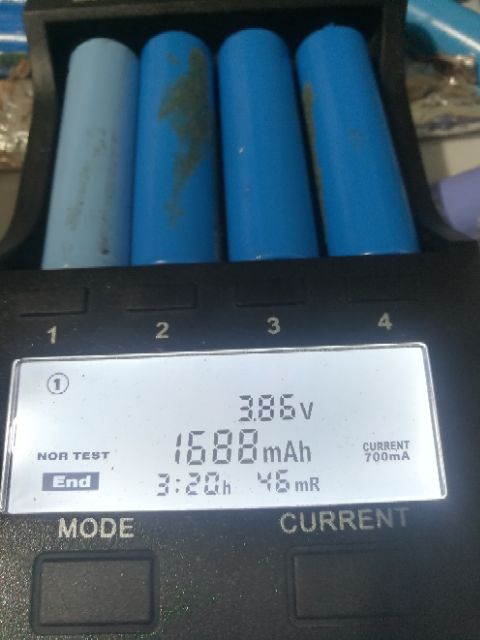 1 2 3 4
①
3.86V
NOR TEST 1688mAh CURRENT 700mA
End 3:20h 46mR
MODE CURRENT